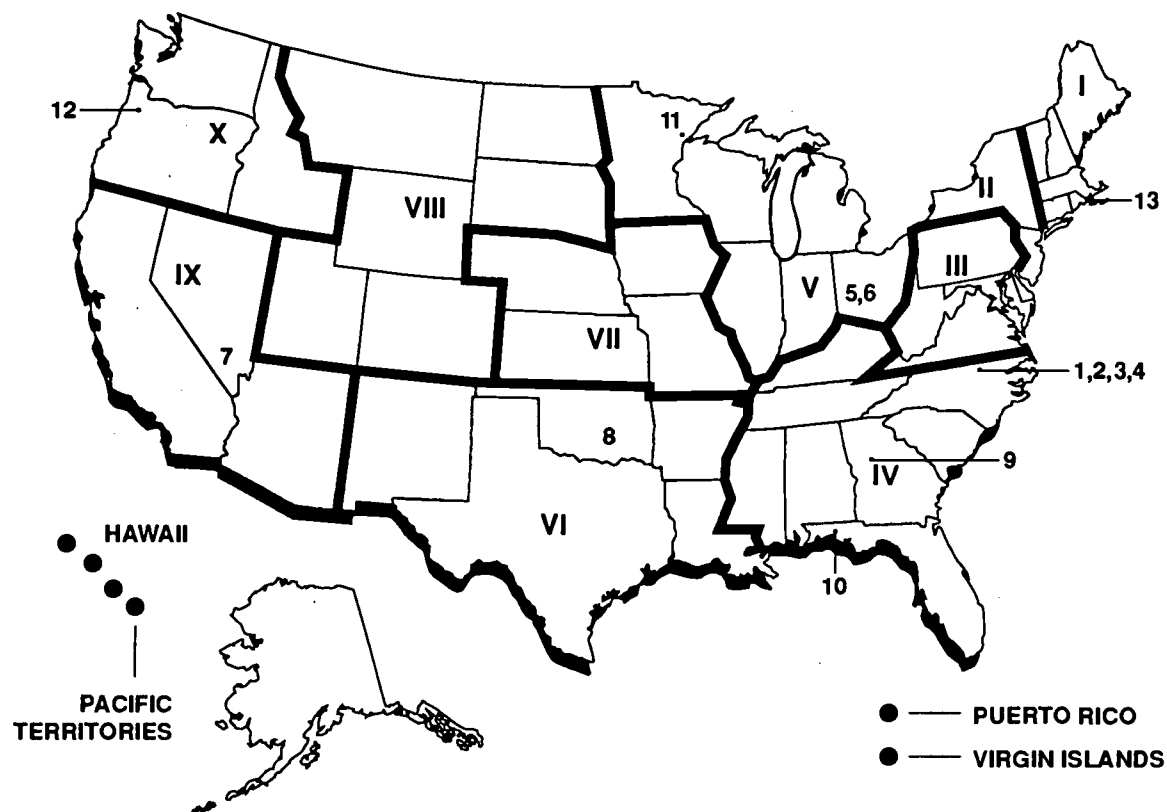 I
12
11
X
II
13
VIII
III
IX
V
5,6
VII
7
1,2,3,4
8
9
IV
VI
HAWAII
10
PACIFIC
TERRITORIES
PUERTO RICO
VIRGIN ISLANDS